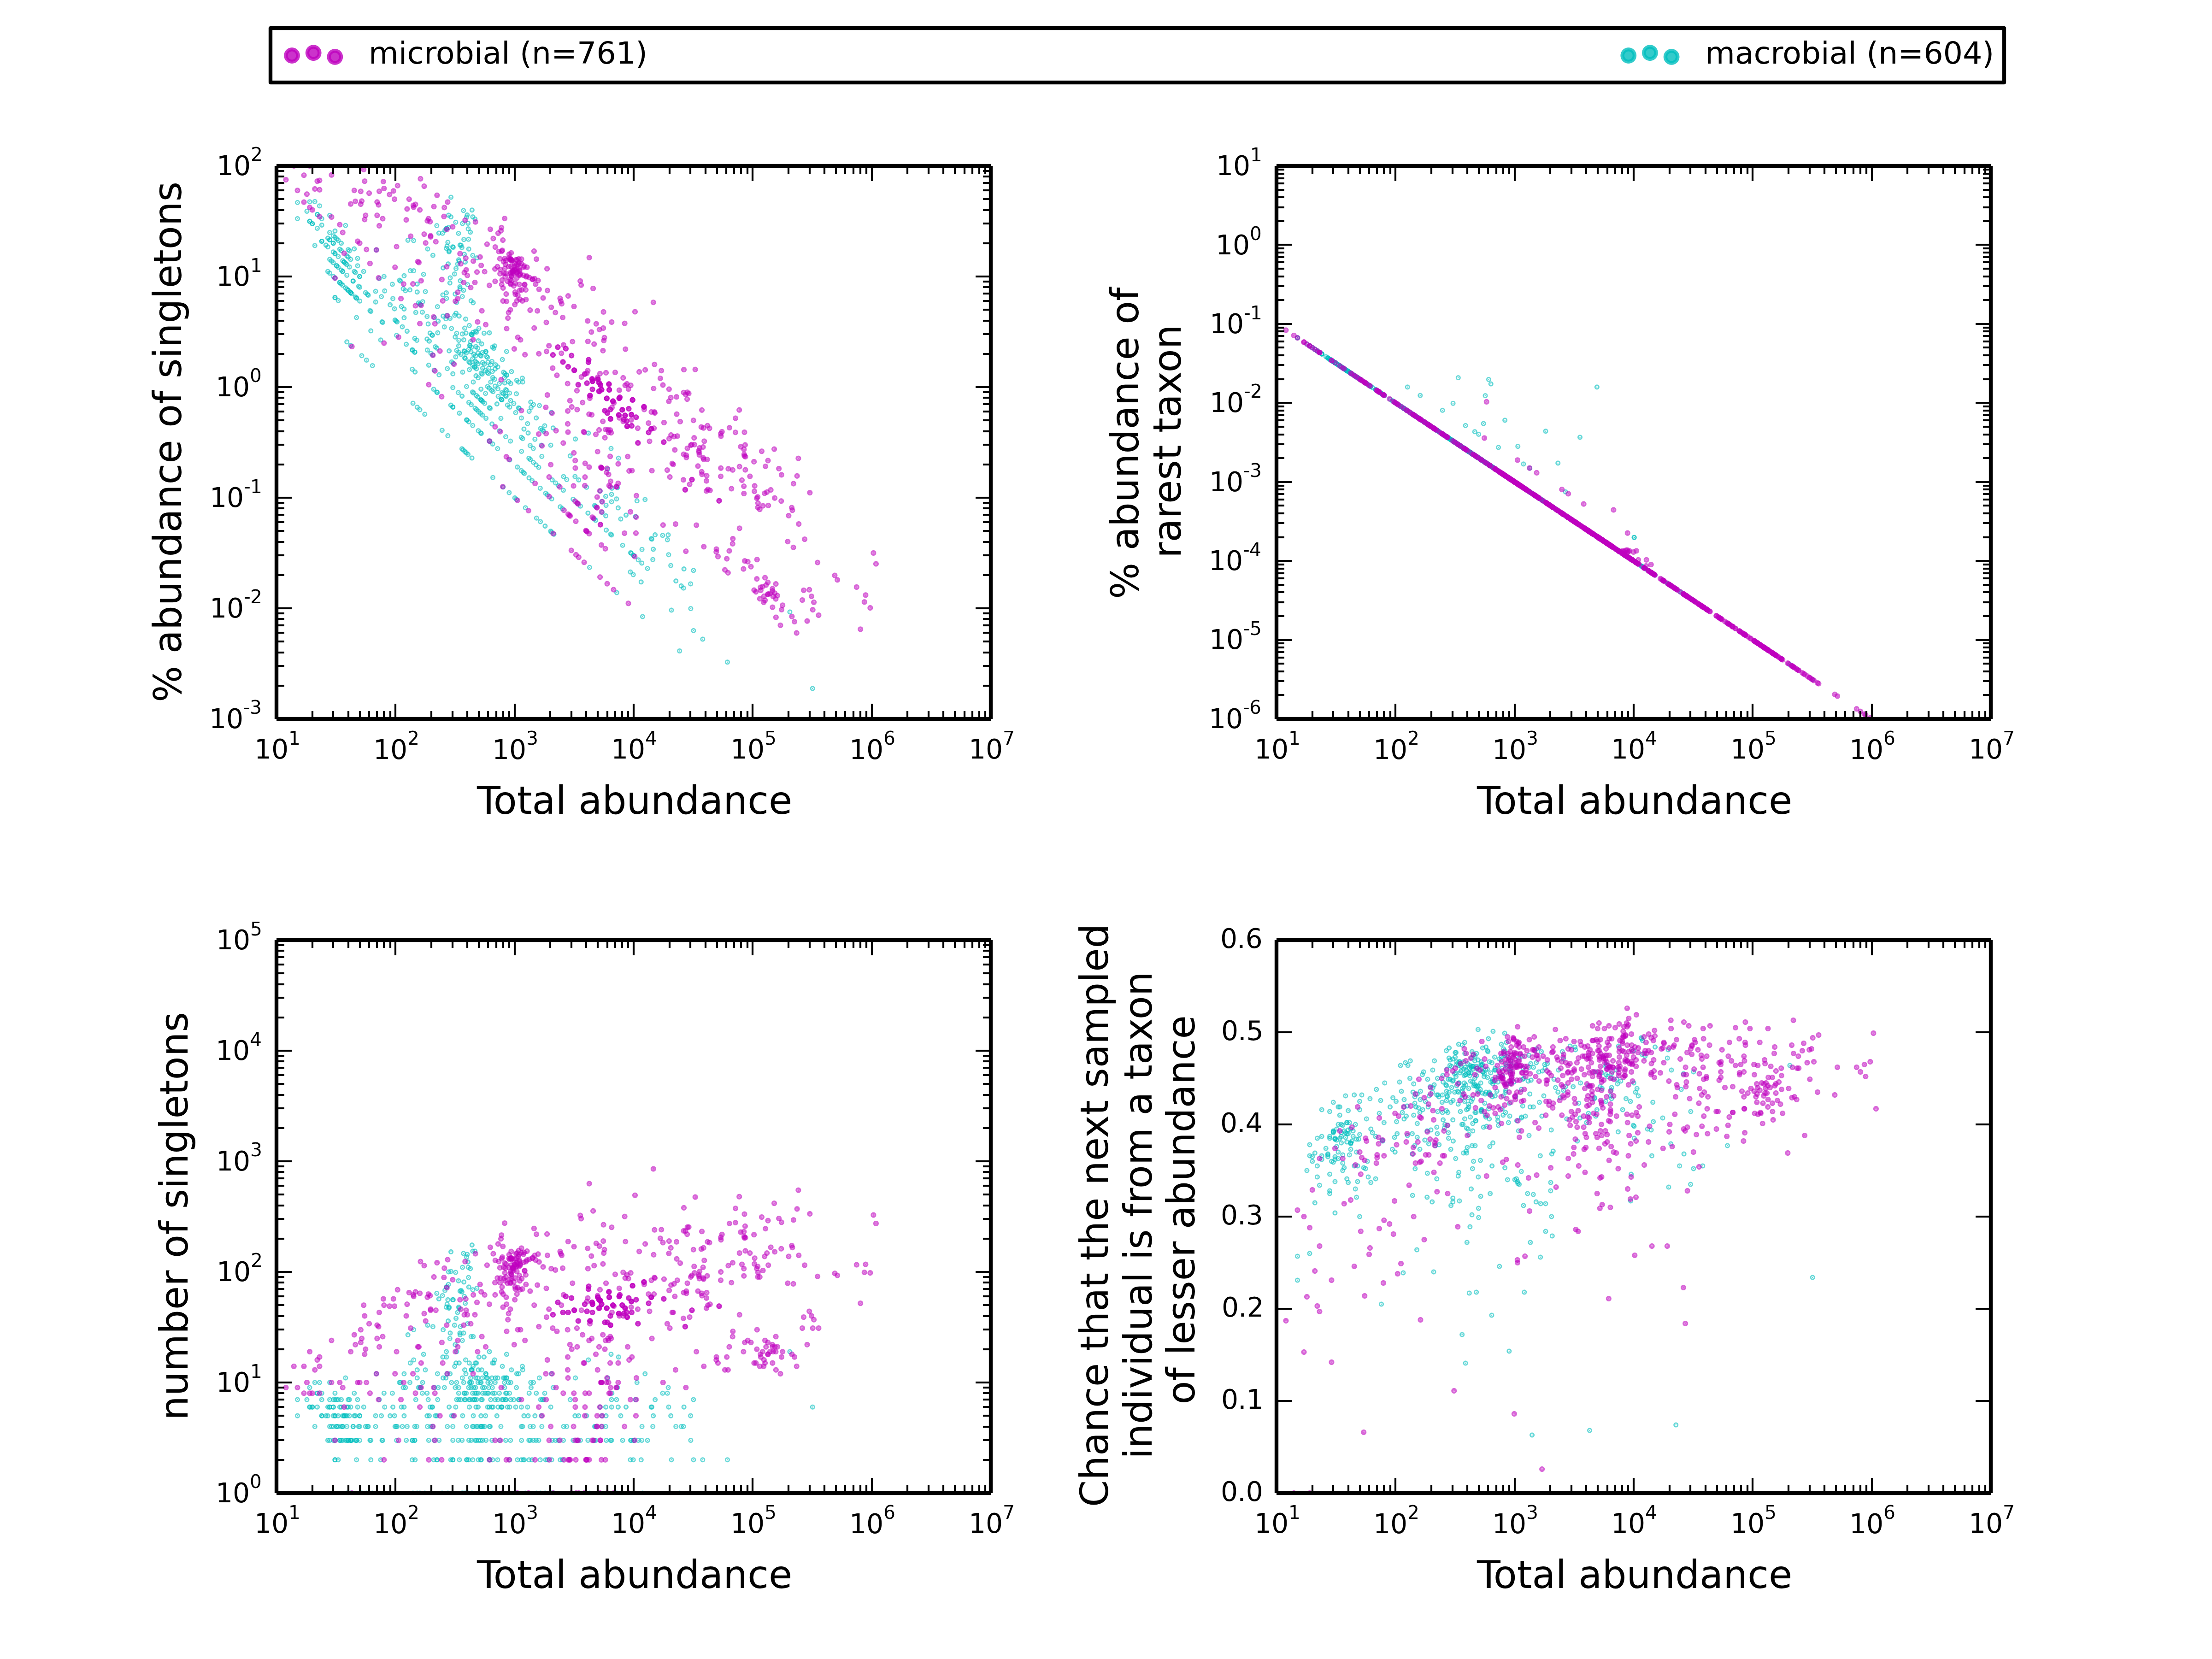 microbial (n=761)
macrobial (n=604)
% abundance of singletons
10^2
10^1
10^0
10^-1
10^-2
10^-3
10^1 10^2 10^3 10^4 10^5 10^6 10^7
Total abundance
% abundance of
rarest taxon
10^1
10^0
10^-1
10^-2
10^-3
10^-4
10^-5
10^-6
10^1 10^2 10^3 10^4 10^5 10^6 10^7
Total abundance
number of singletons
10^5
10^4
10^3
10^2
10^1
10^0
10^1 10^2 10^3 10^4 10^5 10^6 10^7
Total abundance
Chance that the next sampled
individual is from a taxon
of lesser abundance
0.6
0.5
0.4
0.3
0.2
0.1
0.0
10^1 10^2 10^3 10^4 10^5 10^6 10^7
Total abundance